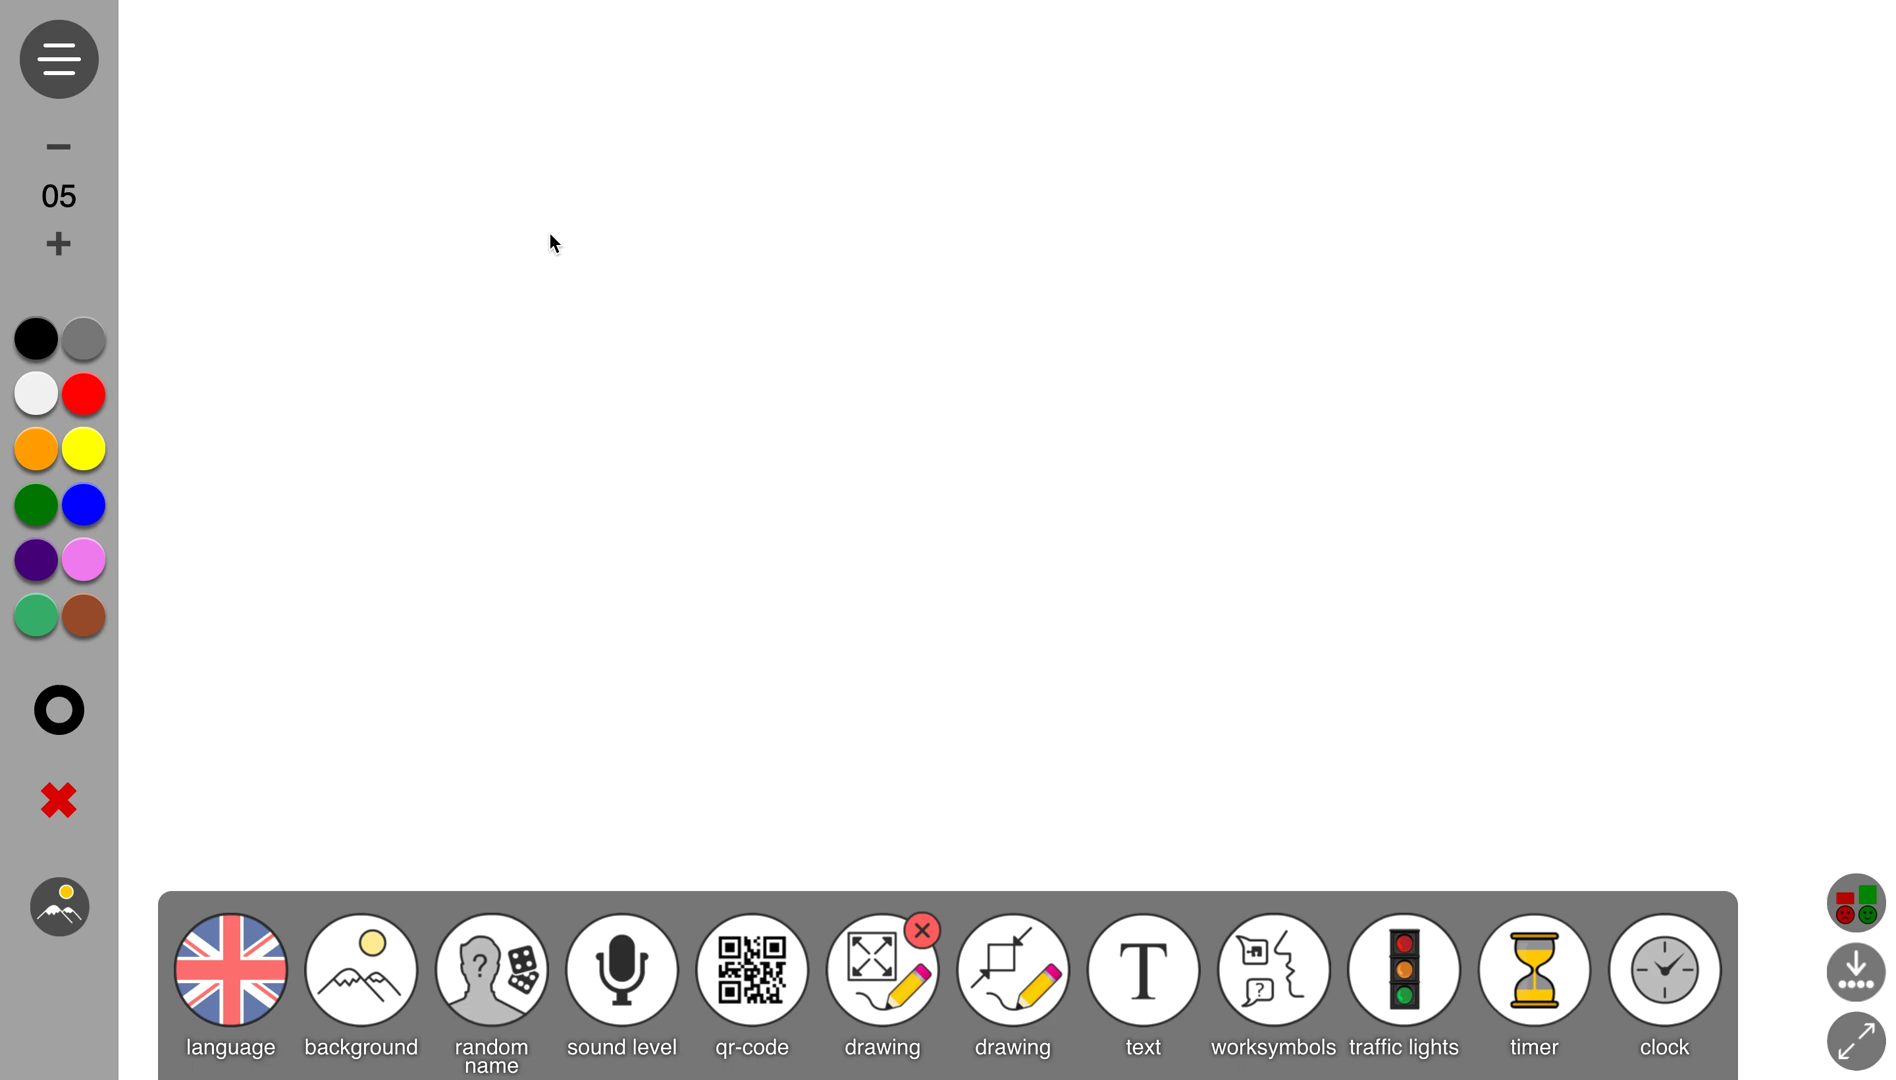 05
language
background
random
name
sound level
qr-code
drawing
drawing
T
text
?
?
worksymbols
traffic lights
timer
clock